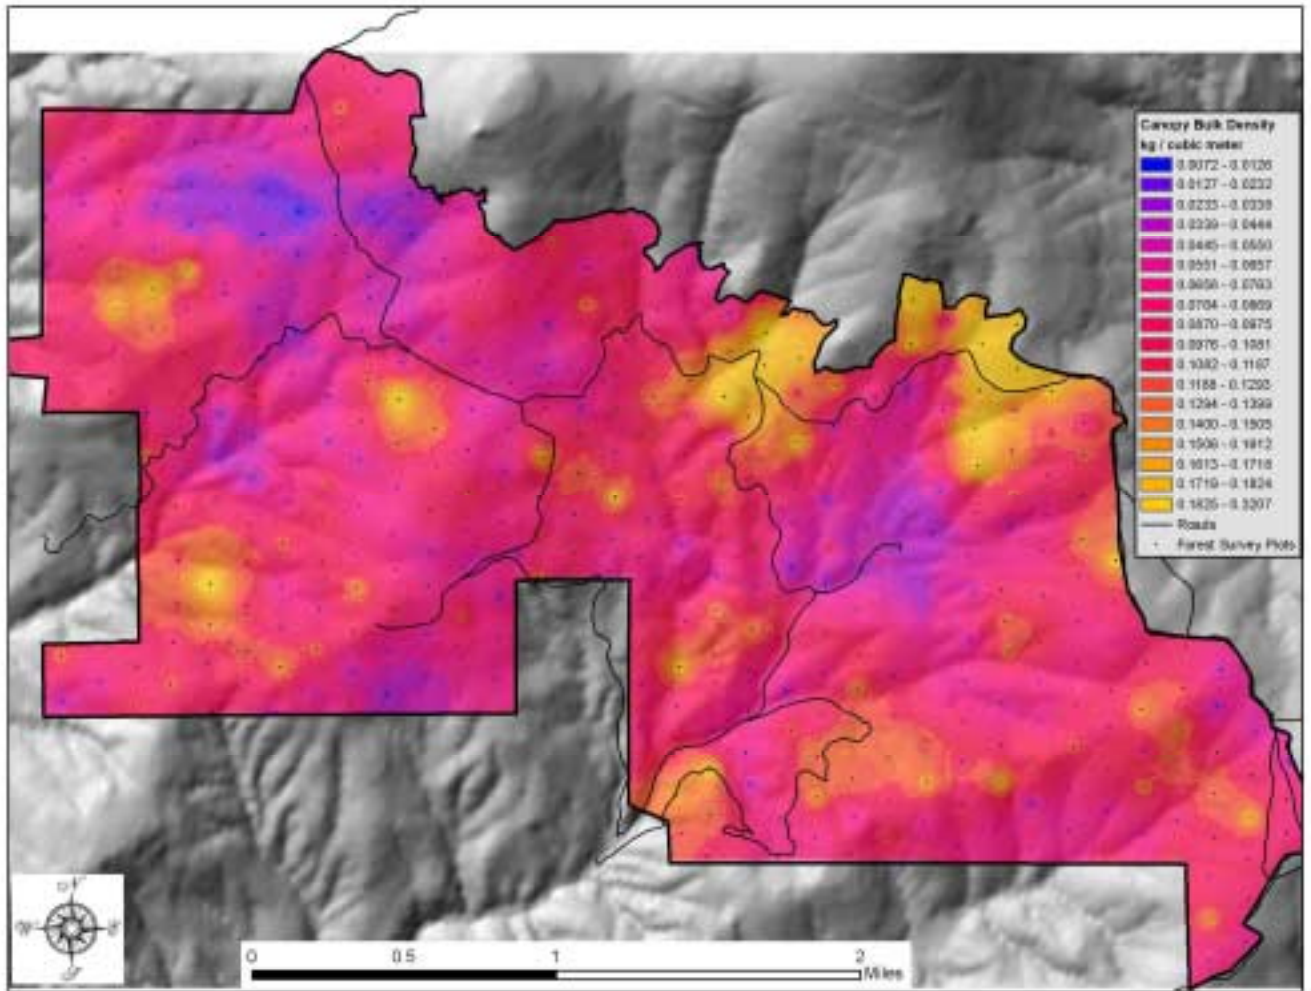 Canopy Bulk Density
kg / cubic meter
0.0072 - 0.0126
0.0127 - 0.0232
0.0233 - 0.0338
0.0339 - 0.0444
0.0445 - 0.0550
0.0551 - 0.0657
0.0658 - 0.0763
0.0764 - 0.0869
0.0870 - 0.0975
0.0976 - 0.1081
0.1082 - 0.1187
0.1188 - 0.1293
0.1294 - 0.1399
0.1400 - 0.1505
0.1506 - 0.1612
0.1613 - 0.1718
0.1719 - 0.1824
0.1825 - 0.3207
Roads
Forest Survey Plots
N
W
E
S
0 0.5 1 2
Miles